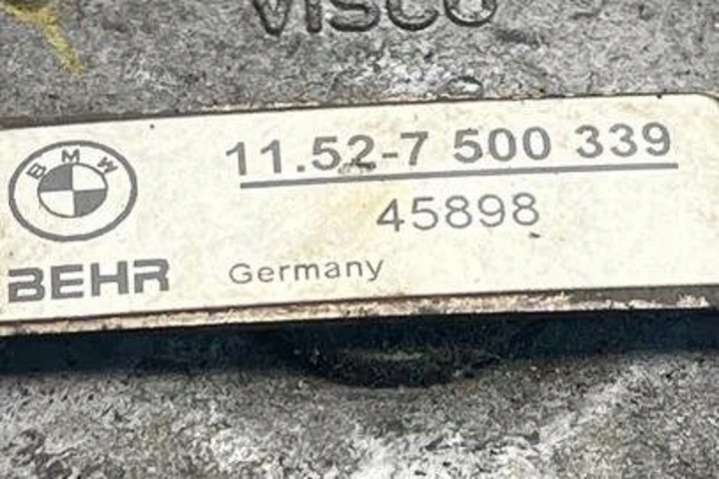 VISCO
11.52-7 500 339
BMW
45898
BEHR Germany